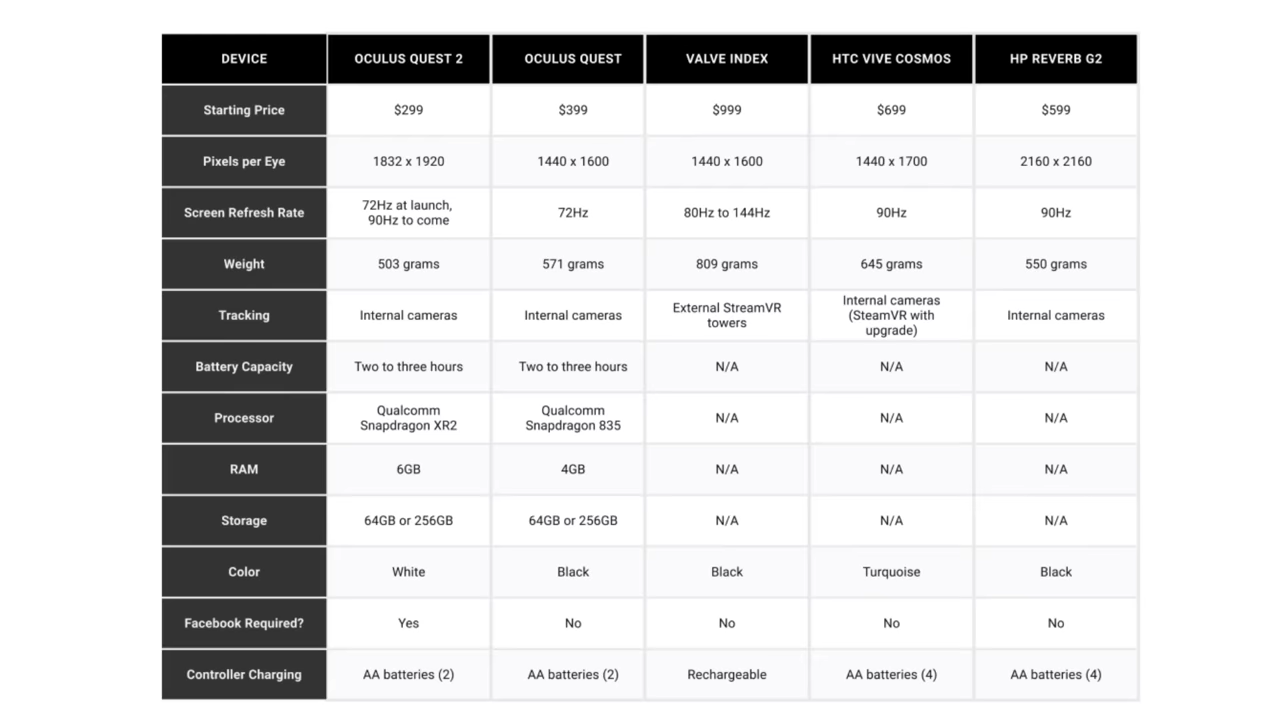 DEVICE OCULUS QUEST 2 OCULUS QUEST VALVE INDEX HTC VIVE COSMOS HP REVERB G2
Starting Price $299 $399 $999 $699 $599
Pixels per Eye 1832 x 1920 1440 x 1600 1440 x 1600 1440 x 1700 2160 x 2160
Screen Refresh Rate 72Hz at launch, 90Hz to come 72Hz 80Hz to 144Hz 90Hz 90Hz
Weight 503 grams 571 grams 809 grams 645 grams 550 grams
Tracking Internal cameras Internal cameras External StreamVR towers Internal cameras (SteamVR with upgrade) Internal cameras
Battery Capacity Two to three hours Two to three hours N/A N/A N/A
Processor Qualcomm Snapdragon XR2 Qualcomm Snapdragon 835 N/A N/A N/A
RAM 6GB 4GB N/A N/A N/A
Storage 64GB or 256GB 64GB or 256GB N/A N/A N/A
Color White Black Black Turquoise Black
Facebook Required? Yes No No No No
Controller Charging AA batteries (2) AA batteries (2) Rechargeable AA batteries (4) AA batteries (4)